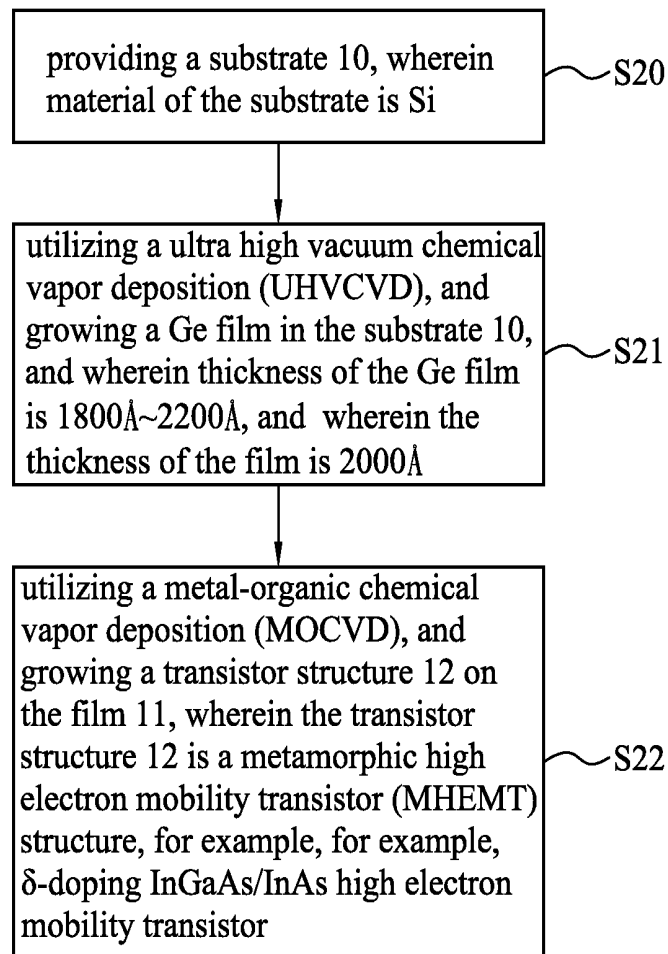 providing a substrate 10, wherein
material of the substrate is Si
S20
utilizing a ultra high vacuum chemical
vapor deposition (UHVCVD), and
growing a Ge film in the substrate 10,
and wherein thickness of the Ge film
is 1800Å~2200Å, and wherein the
thickness of the film is 2000Å
S21
utilizing a metal-organic chemical
vapor deposition (MOCVD), and
growing a transistor structure 12 on
the film 11, wherein the transistor
structure 12 is a metamorphic high
electron mobility transistor (MHEMT)
structure, for example, for example,
δ-doping InGaAs/InAs high electron
mobility transistor
S22